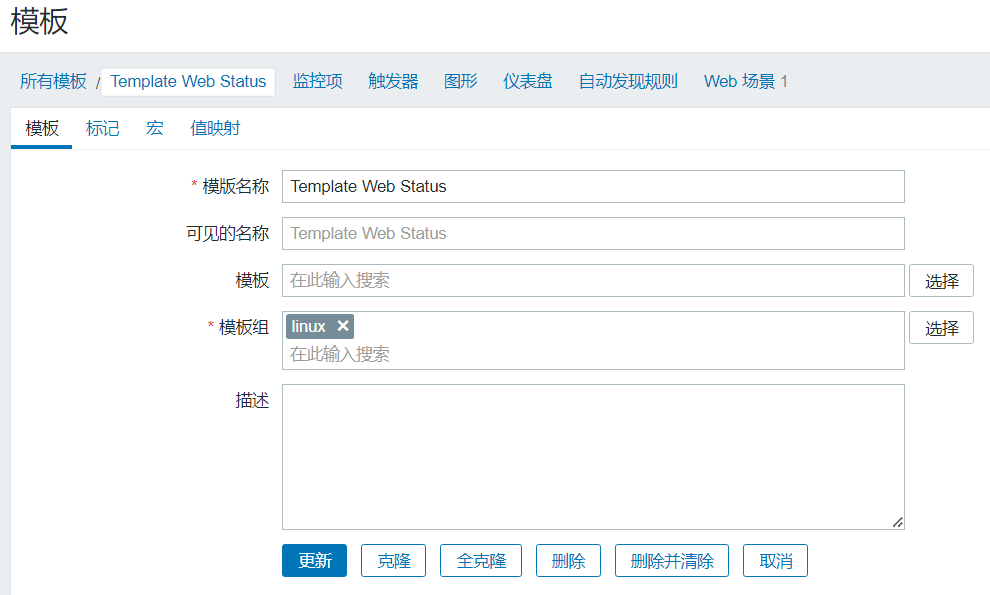 模板
所有模板 / Template Web Status 监控项 触发器 图形 仪表盘 自动发现规则 Web 场景 1
模板 标记 宏 值映射
* 模版名称 Template Web Status
可见的名称 Template Web Status
模板 在此输入搜索 选择
* 模板组 linux ✕ 选择
在此输入搜索
描述
更新 克隆 全克隆 删除 删除并清除 取消